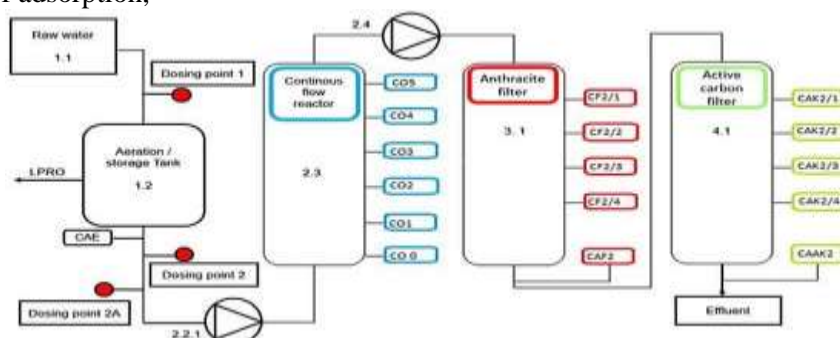 adsorption,
2.4
Raw water
1.1
Dosing point 1
Aeration /
storage Tank
1.2
LPRO
CAE
Dosing point 2
Dosing point 2A
2.2.1
Continous
flow
reactor
2.3
CO5
CO4
CO3
CO2
CO1
CO 0
Anthracite
filter
3. 1
CF2/1
CF2/2
CF2/3
CF2/4
CAF2
Active
carbon
filter
4.1
CAK2/1
CAK2/2
CAK2/3
CAK2/4
CAAK2
Effluent